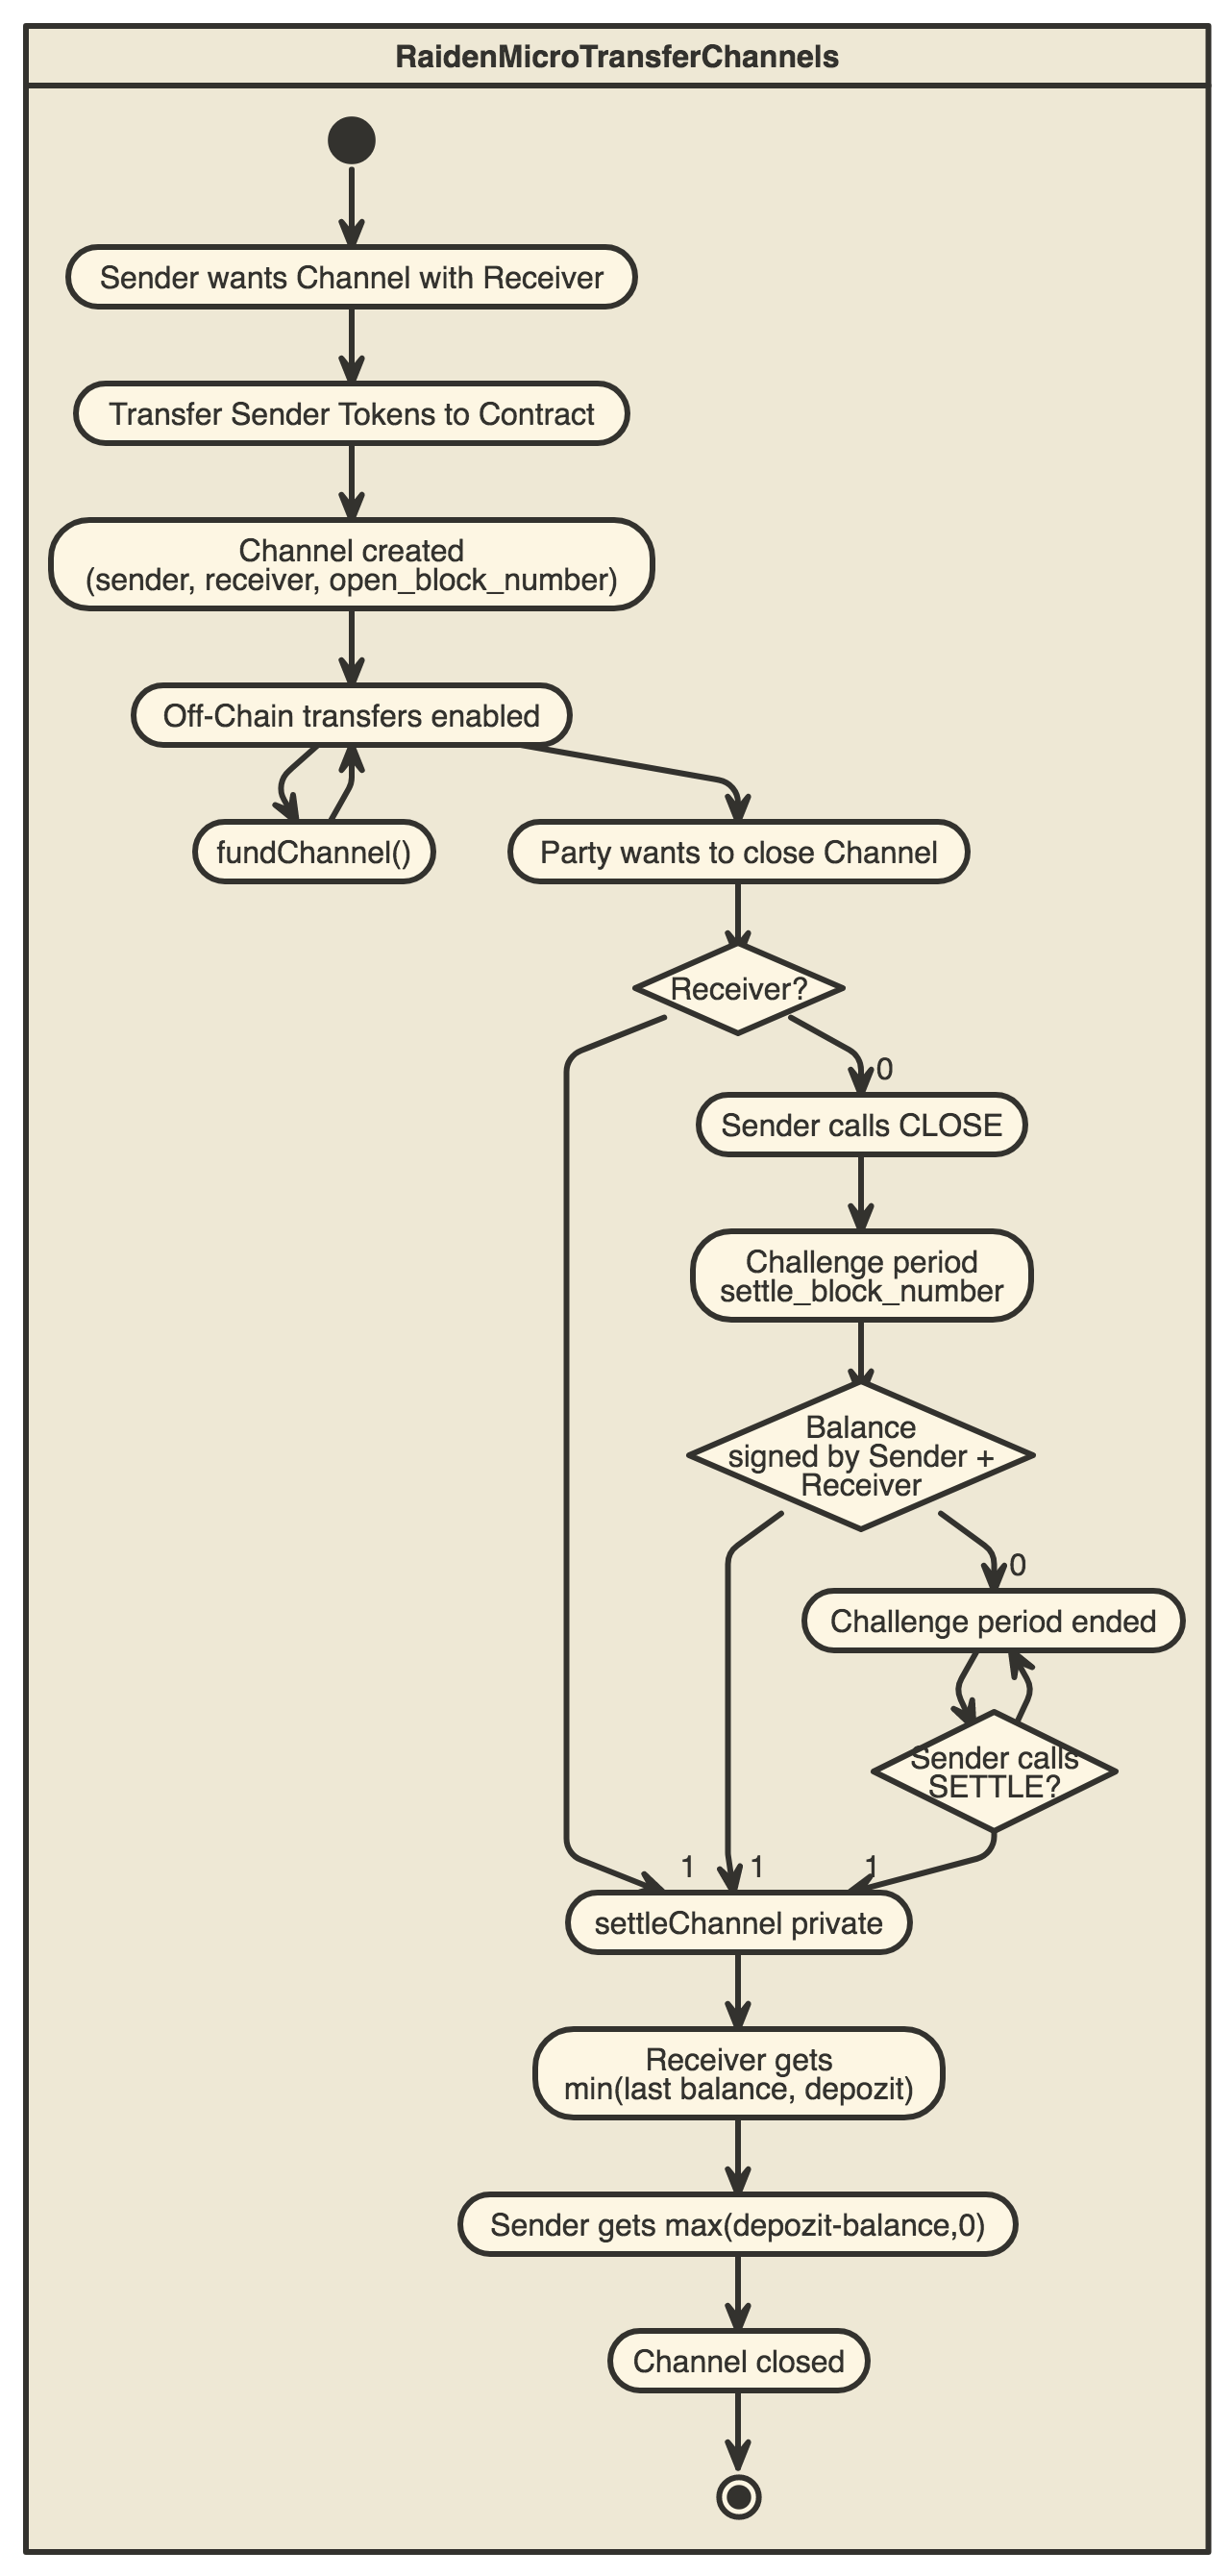 RaidenMicroTransferChannels
Sender wants Channel with Receiver
Transfer Sender Tokens to Contract
Channel created
(sender, receiver, open_block_number)
Off-Chain transfers enabled
fundChannel()
Party wants to close Channel
Receiver?
0
Sender calls CLOSE
Challenge period
settle_block_number
Balance
signed by Sender +
Receiver
0
Challenge period ended
Sender calls
SETTLE?
1
1
1
settleChannel private
Receiver gets
min(last balance, depozit)
Sender gets max(depozit-balance,0)
Channel closed